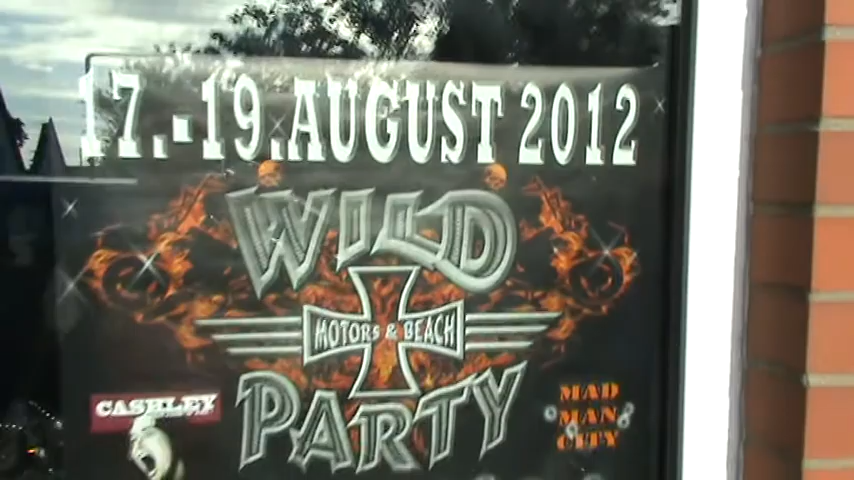 17.-19.AUGUST 2012
WILD
MOTORS & BEACH
PARTY
CASHLEY
MAD
MAN
CITY